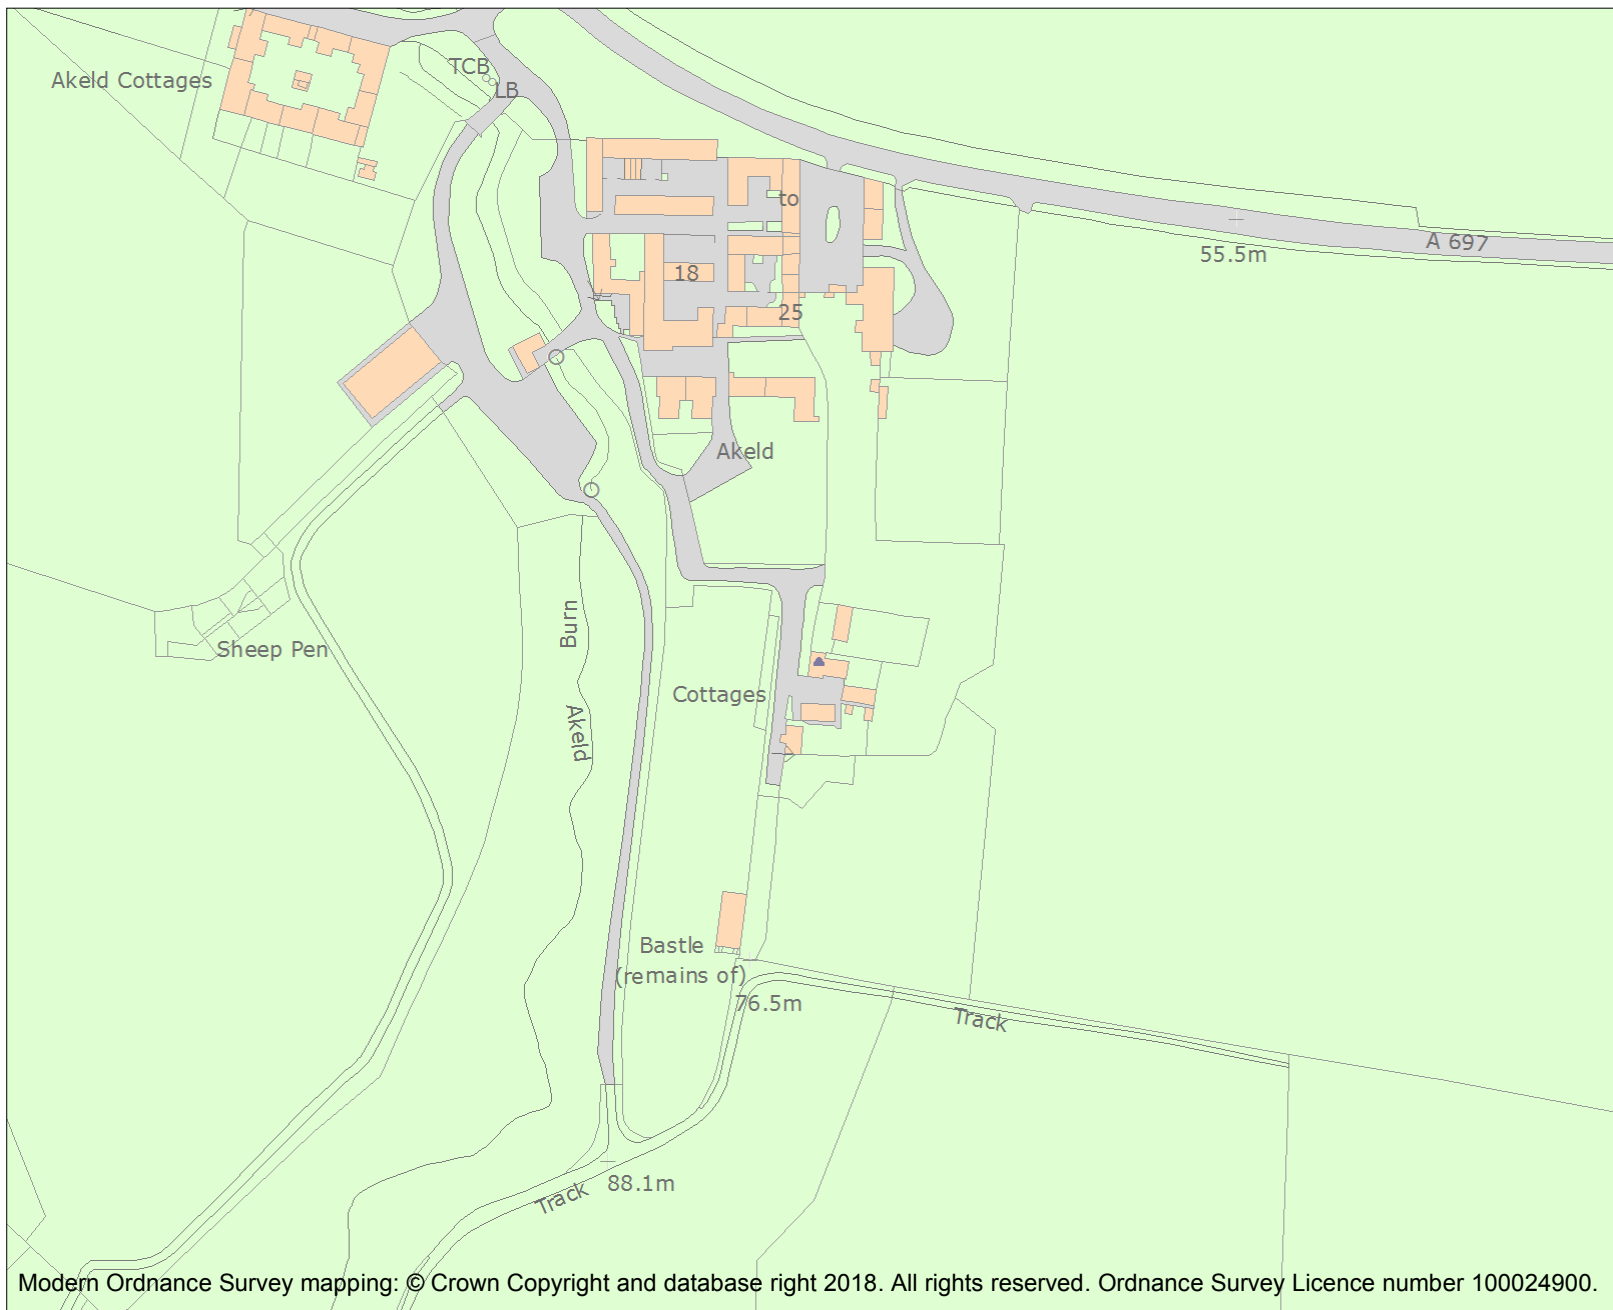 TCB
Akeld Cottages
LB
to
A 697
55.5m
18
25
Akeld
Burn
Sheep Pen
Cottages
Akeld
Bastle
(remains of)
76.5m
Track
88.1m
Track
Modern Ordnance Survey mapping: © Crown Copyright and database right 2018. All rights reserved. Ordnance Survey Licence number 100024900.